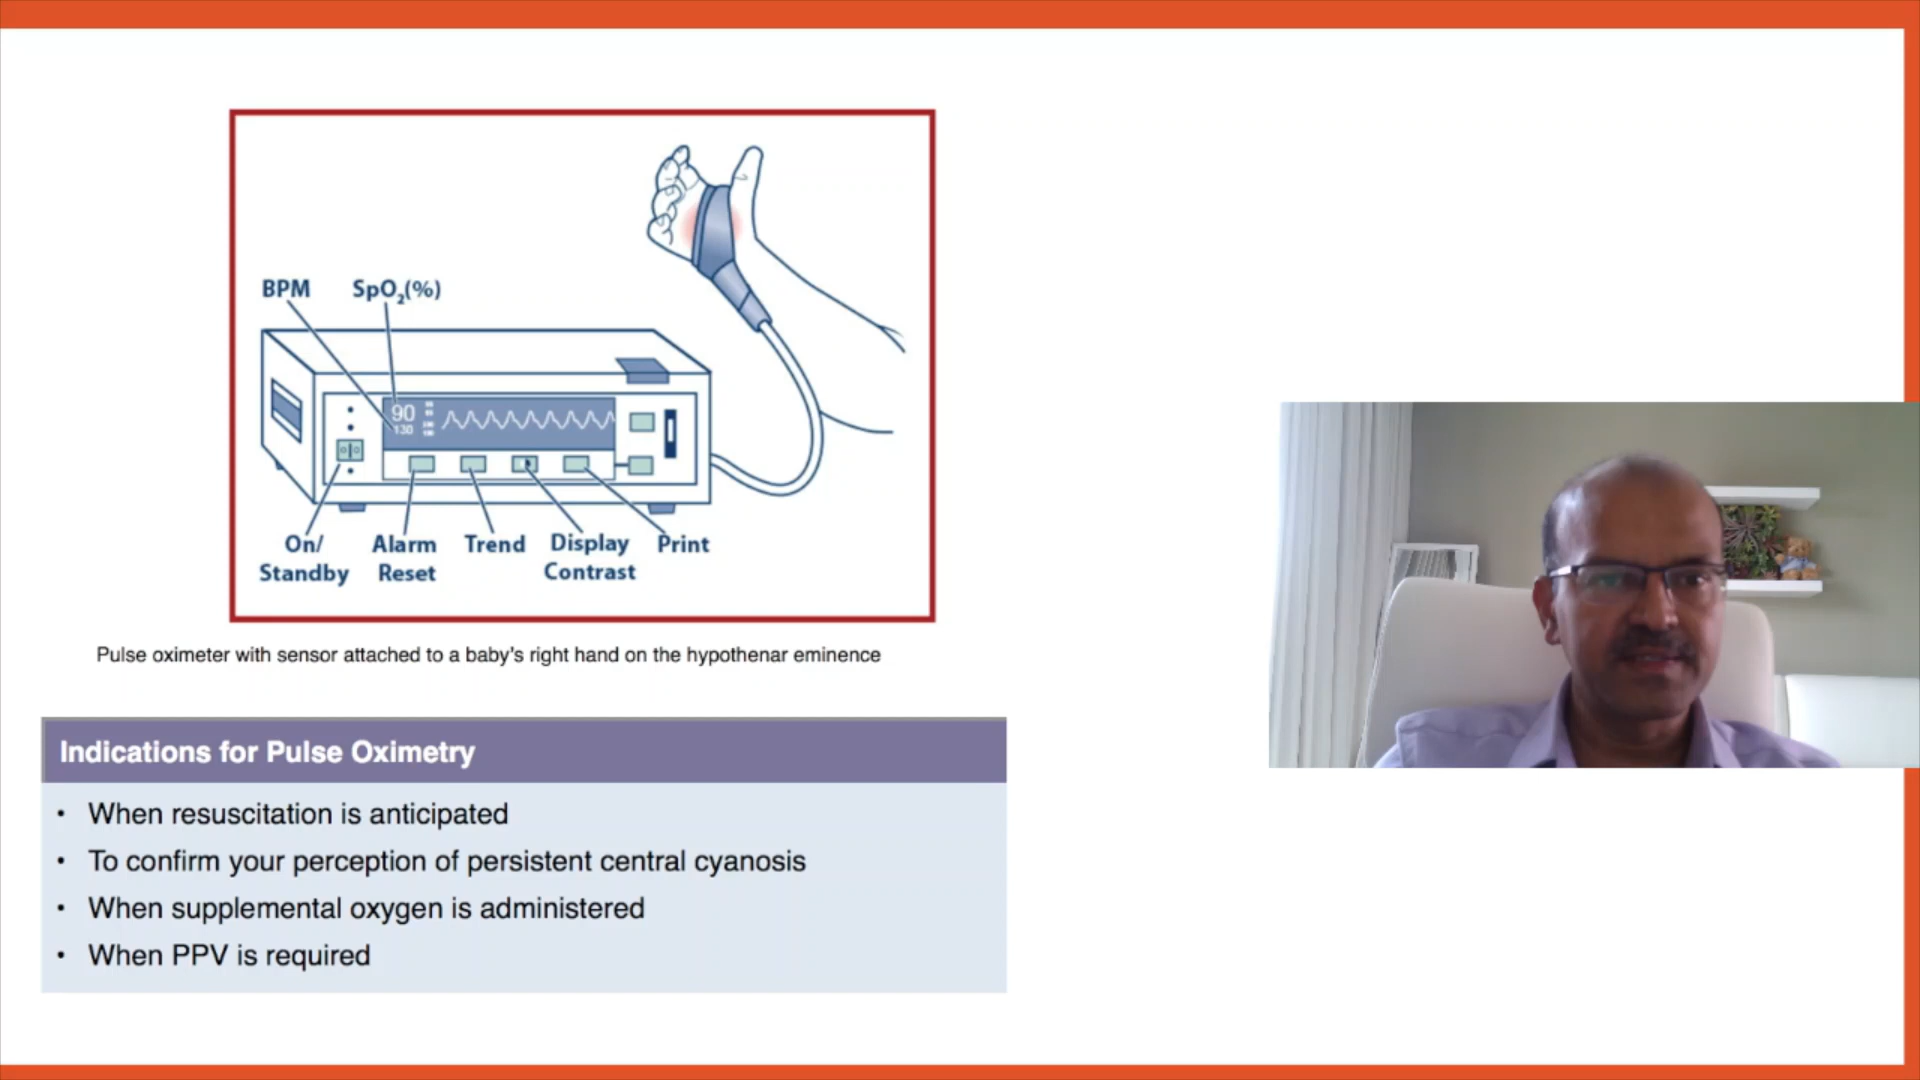 BPM SpO₂(%)
90
130
On/ Alarm Trend Display Print
Standby Reset Contrast
Pulse oximeter with sensor attached to a baby's right hand on the hypothenar eminence
Indications for Pulse Oximetry
• When resuscitation is anticipated
• To confirm your perception of persistent central cyanosis
• When supplemental oxygen is administered
• When PPV is required